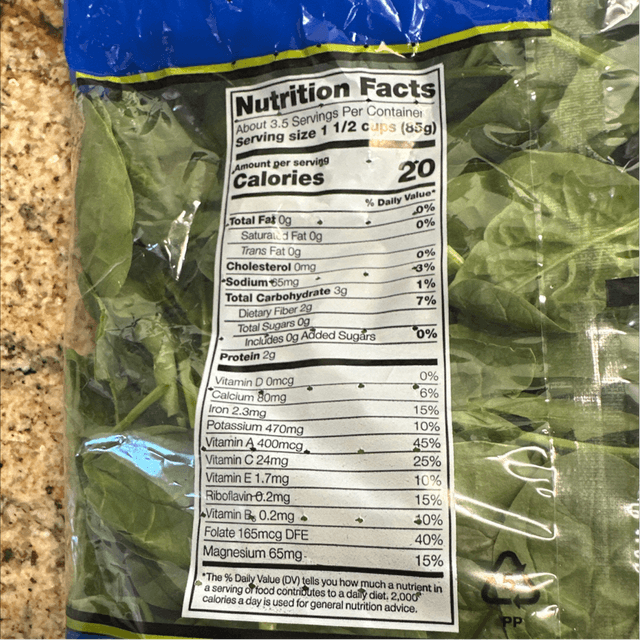 Nutrition Facts
About 3.5 Servings Per Container
Serving size 1 1/2 cups (85g)
Amount per serving
Calories 20
% Daily Value*
Total Fat 0g 0%
Saturated Fat 0g 0%
Trans Fat 0g
Cholesterol 0mg 0%
Sodium 65mg 3%
Total Carbohydrate 3g 1%
Dietary Fiber 2g 7%
Total Sugars 0g
Includes 0g Added Sugars 0%
Protein 2g
Vitamin D 0mcg 0%
Calcium 80mg 6%
Iron 2.3mg 15%
Potassium 470mg 10%
Vitamin A 400mcg 45%
Vitamin C 24mg 25%
Vitamin E 1.7mg 10%
Riboflavin 0.2mg 15%
Vitamin B₆ 0.2mg 10%
Folate 165mcg DFE 40%
Magnesium 65mg 15%
*The % Daily Value (DV) tells you how much a nutrient in
a serving of food contributes to a daily diet. 2,000
calories a day is used for general nutrition advice.
PP